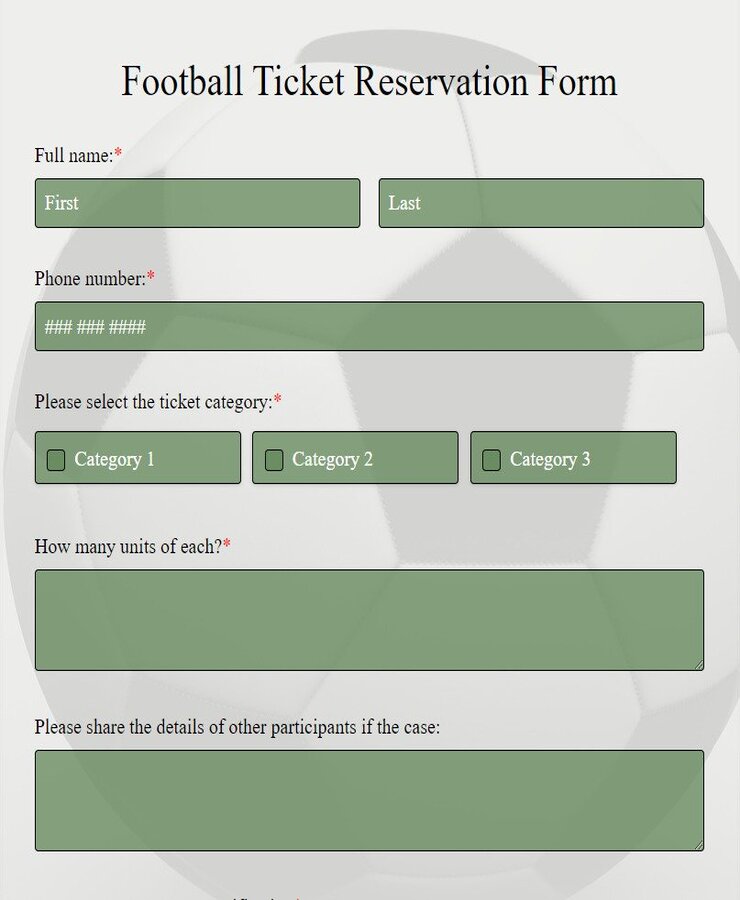 Football Ticket Reservation Form
Full name:*
First Last
Phone number:*
### ### ####
Please select the ticket category:*
Category 1 Category 2 Category 3
How many units of each?*
Please share the details of other participants if the case: